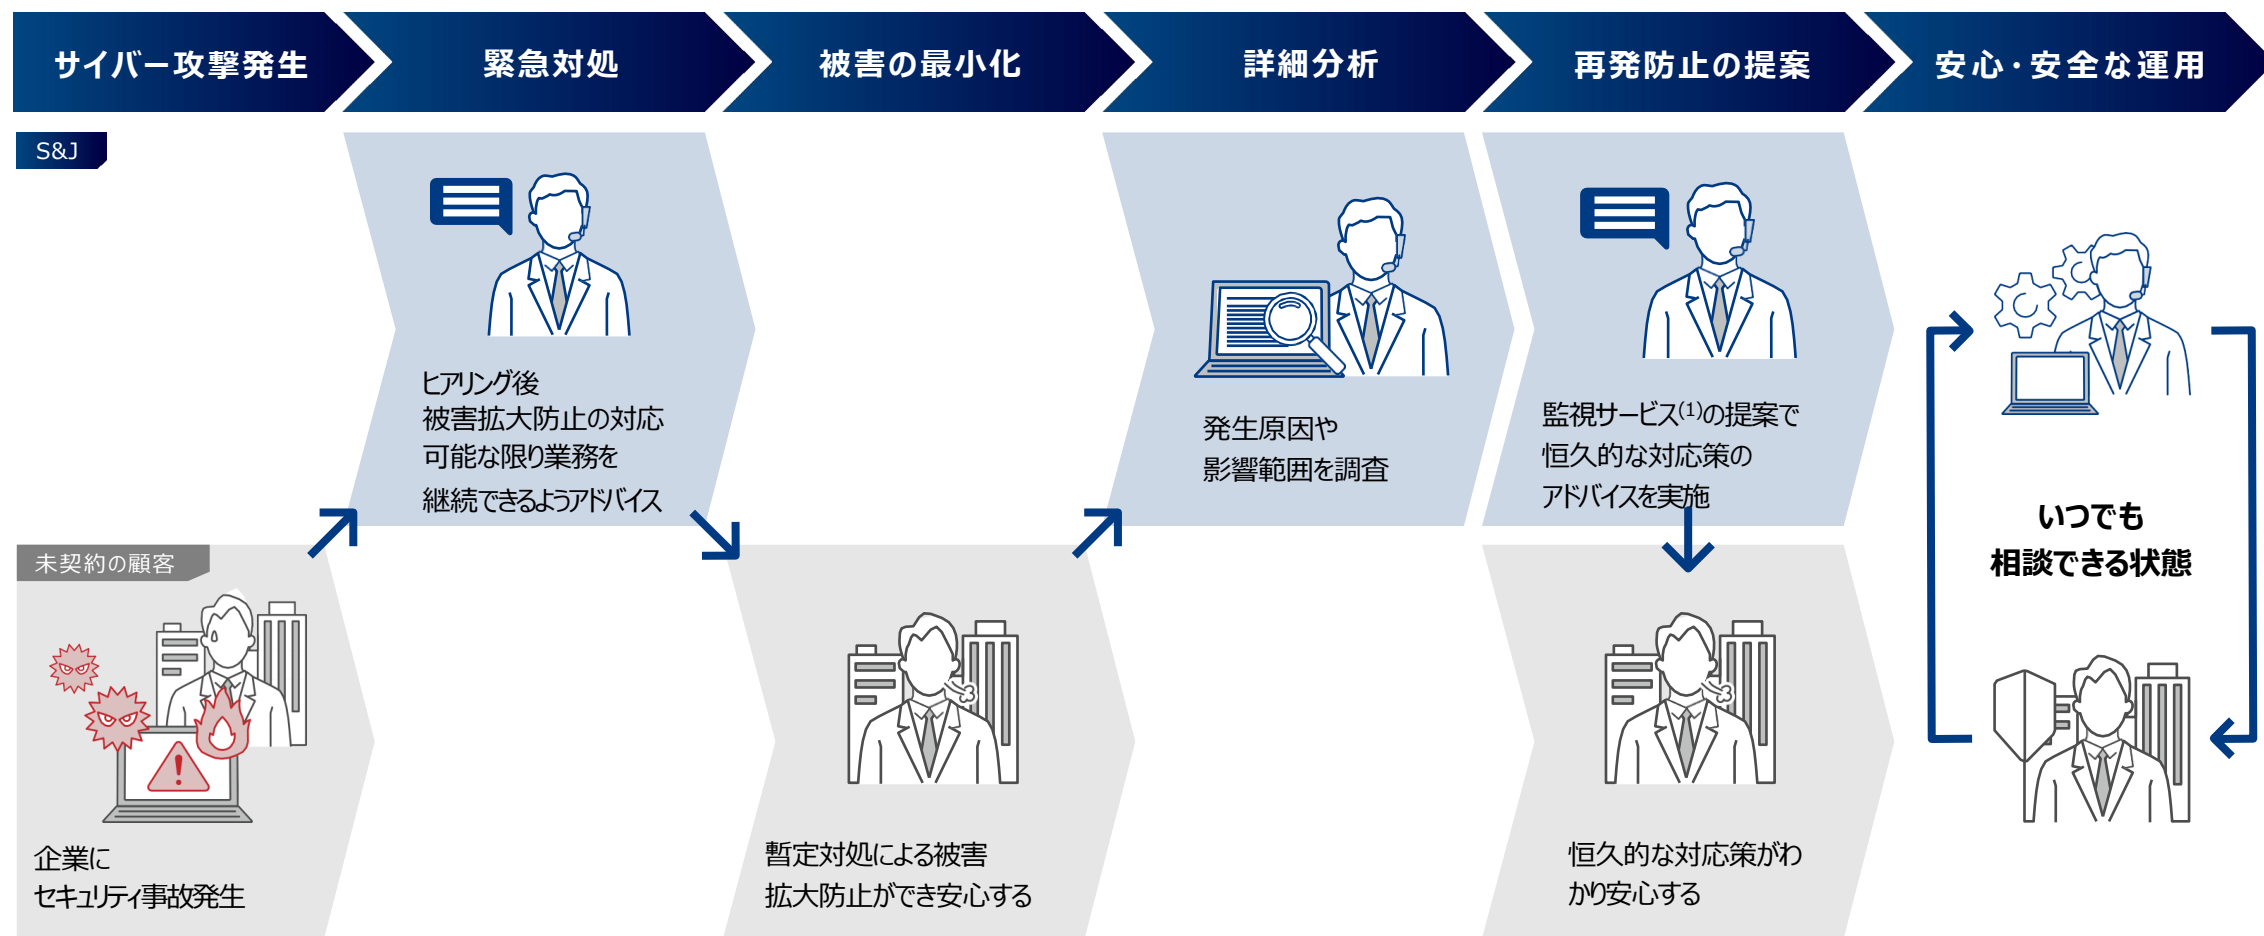 サイバー攻撃発生
緊急対処
被害の最小化
詳細分析
再発防止の提案
安心・安全な運用
S&J
ヒアリング後
被害拡大防止の対応
可能な限り業務を
継続できるようアドバイス
発生原因や
影響範囲を調査
監視サービス(1)の提案で
恒久的な対応策の
アドバイスを実施
いつでも
相談できる状態
未契約の顧客
企業に
セキュリティ事故発生
暫定対処による被害
拡大防止ができ安心する
恒久的な対応策がわ
かり安心する